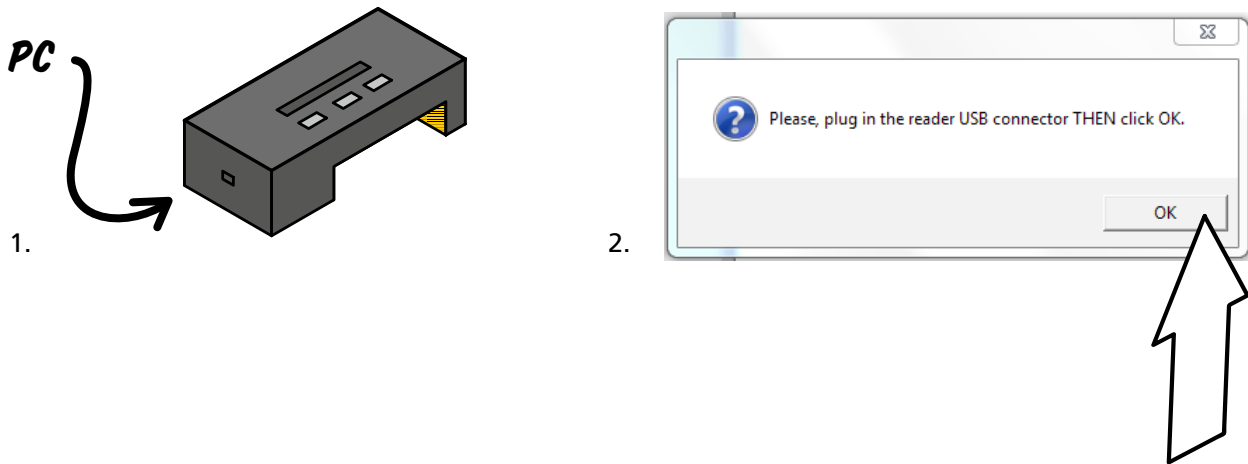 PC
1.
2.
Please, plug in the reader USB connector THEN click OK.
OK